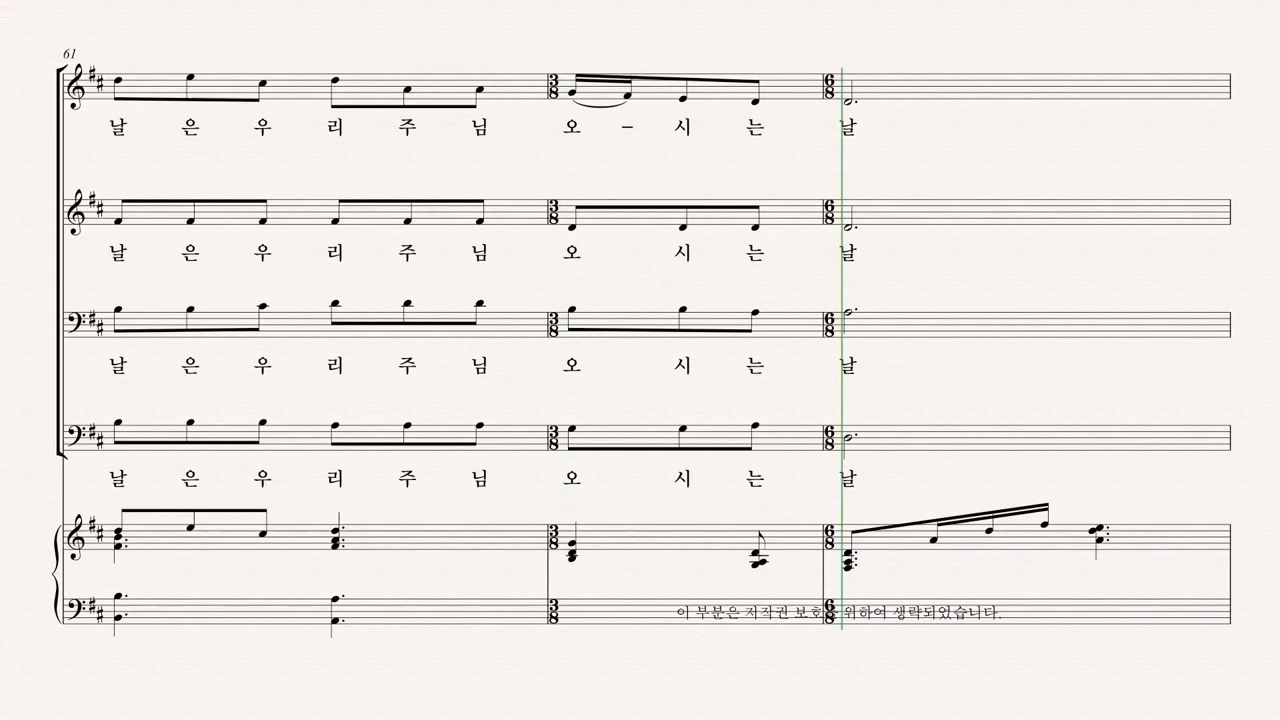 61
날 은 우 리 주 님 오 – 시 는 날
날 은 우 리 주 님 오 시 는 날
날 은 우 리 주 님 오 시 는 날
날 은 우 리 주 님 오 시 는 날
이 부분은 저작권 보호를 위하여 생략되었습니다.